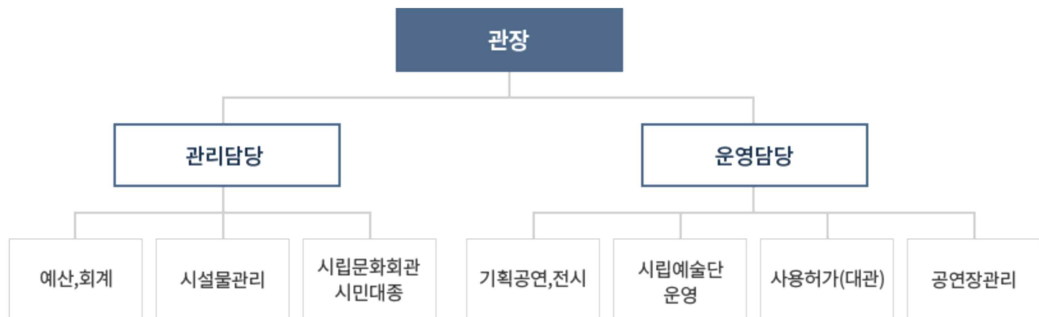 관장
관리담당
운영담당
예산,회계
시설물관리
시립문화회관
시민대종
기획공연,전시
시립예술단
운영
사용허가(대관)
공연장관리